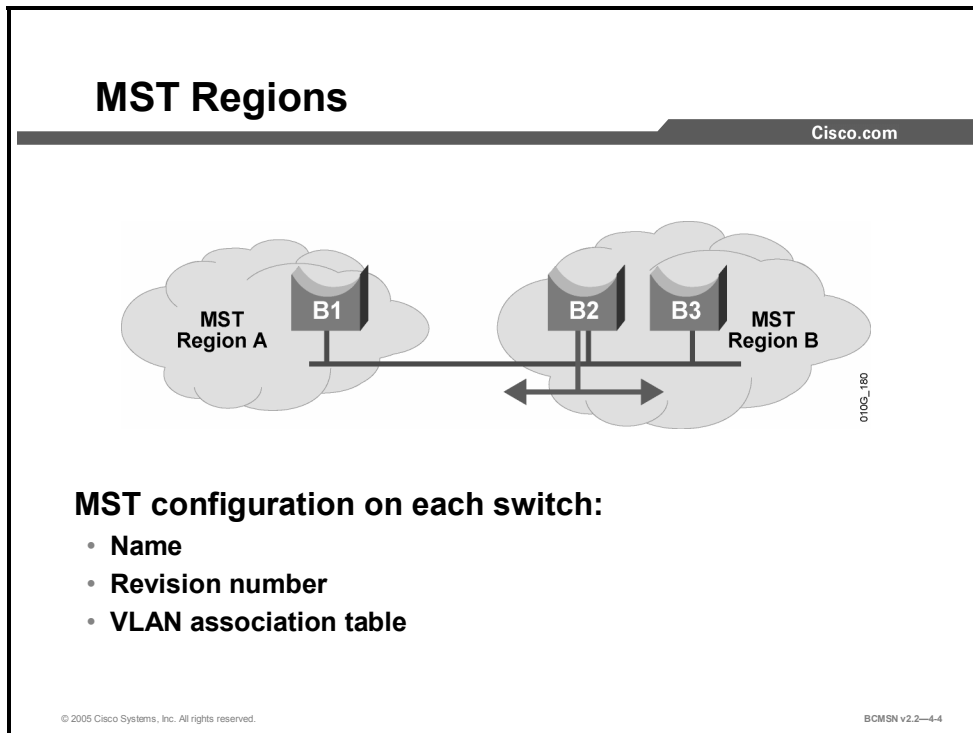 MST Regions
Cisco.com
MST
Region A
B1
B2
B3
MST
Region B
010G_180
MST configuration on each switch:
• Name
• Revision number
• VLAN association table
© 2005 Cisco Systems, Inc. All rights reserved.
BCMSN v2.2—4-4